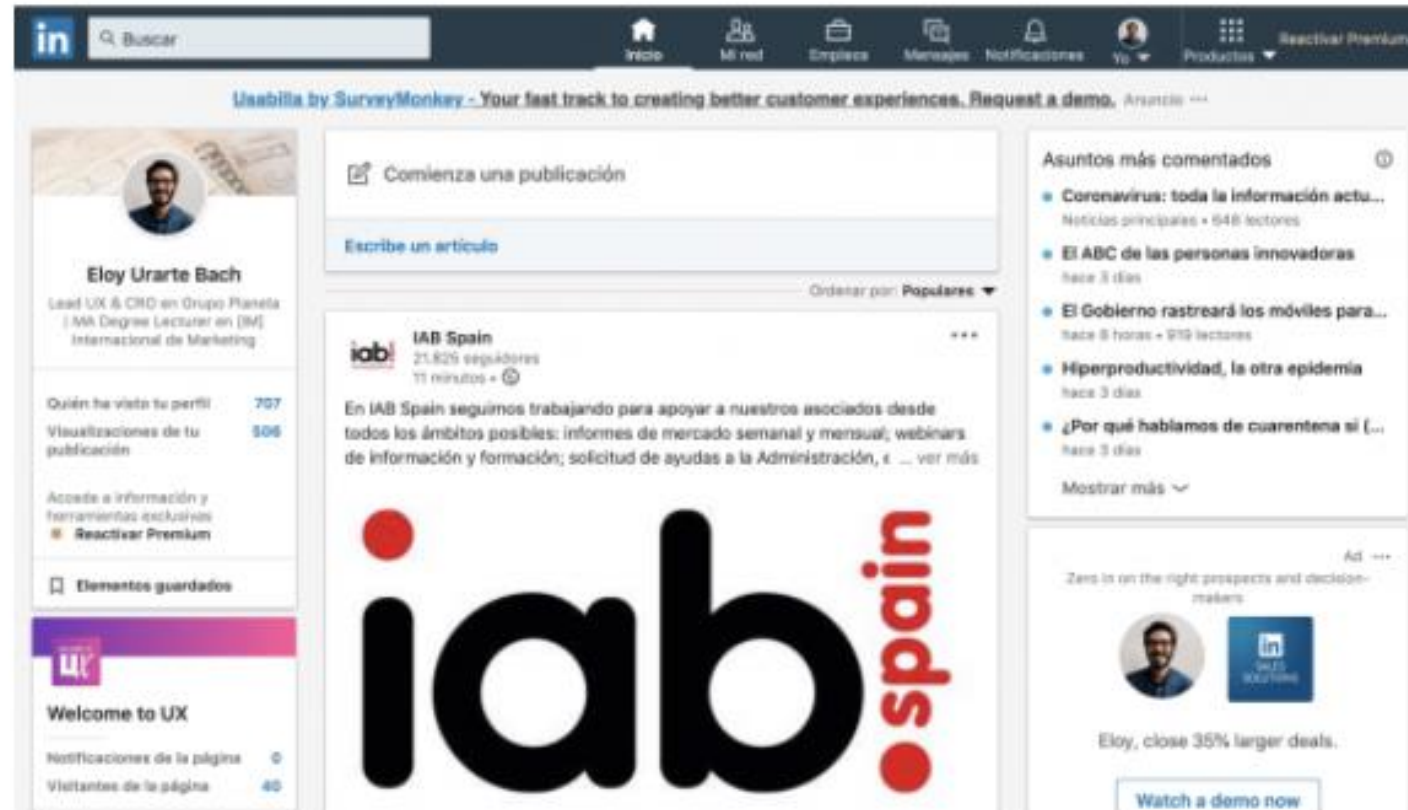 in
Buscar
Inicio
Mi red
Empleos
Mensajes
Notificaciones
Yo
Productos
Reactivar Premium
Usabilla by SurveyMonkey - Your fast track to creating better customer experiences. Request a demo. Anuncio ...
Eloy Urarte Bach
Lead UX & CRO en Grupo Planeta
| MA Degree Lecturer en [IM]
Internacional de Marketing
Quién ha visto tu perfil 707
Visualizaciones de tu 506
publicación
Accede a información y
herramientas exclusivas
Reactivar Premium
Elementos guardados
UX
Welcome to UX
Notificaciones de la página 0
Visitantes de la página 40
Comienza una publicación
Escribe un artículo
Ordenar por: Populares
iab!
IAB Spain
21.825 seguidores
11 minutos •
En IAB Spain seguimos trabajando para apoyar a nuestros asociados desde
todos los ámbitos posibles: informes de mercado semanal y mensual; webinars
de información y formación; solicitud de ayudas a la Administración, e ... ver más
iab
spain
Asuntos más comentados
Coronavirus: toda la información actu...
Noticias principales • 648 lectores
El ABC de las personas innovadoras
hace 3 días
El Gobierno rastreará los móviles para...
hace 8 horas • 919 lectores
Hiperproductividad, la otra epidemia
hace 3 días
¿Por qué hablamos de cuarentena si (...
hace 3 días
Mostrar más
Ad ...
Zero in on the right prospects and decision-
makers
in
SALES
SOLUTIONS
Eloy, close 35% larger deals.
Watch a demo now